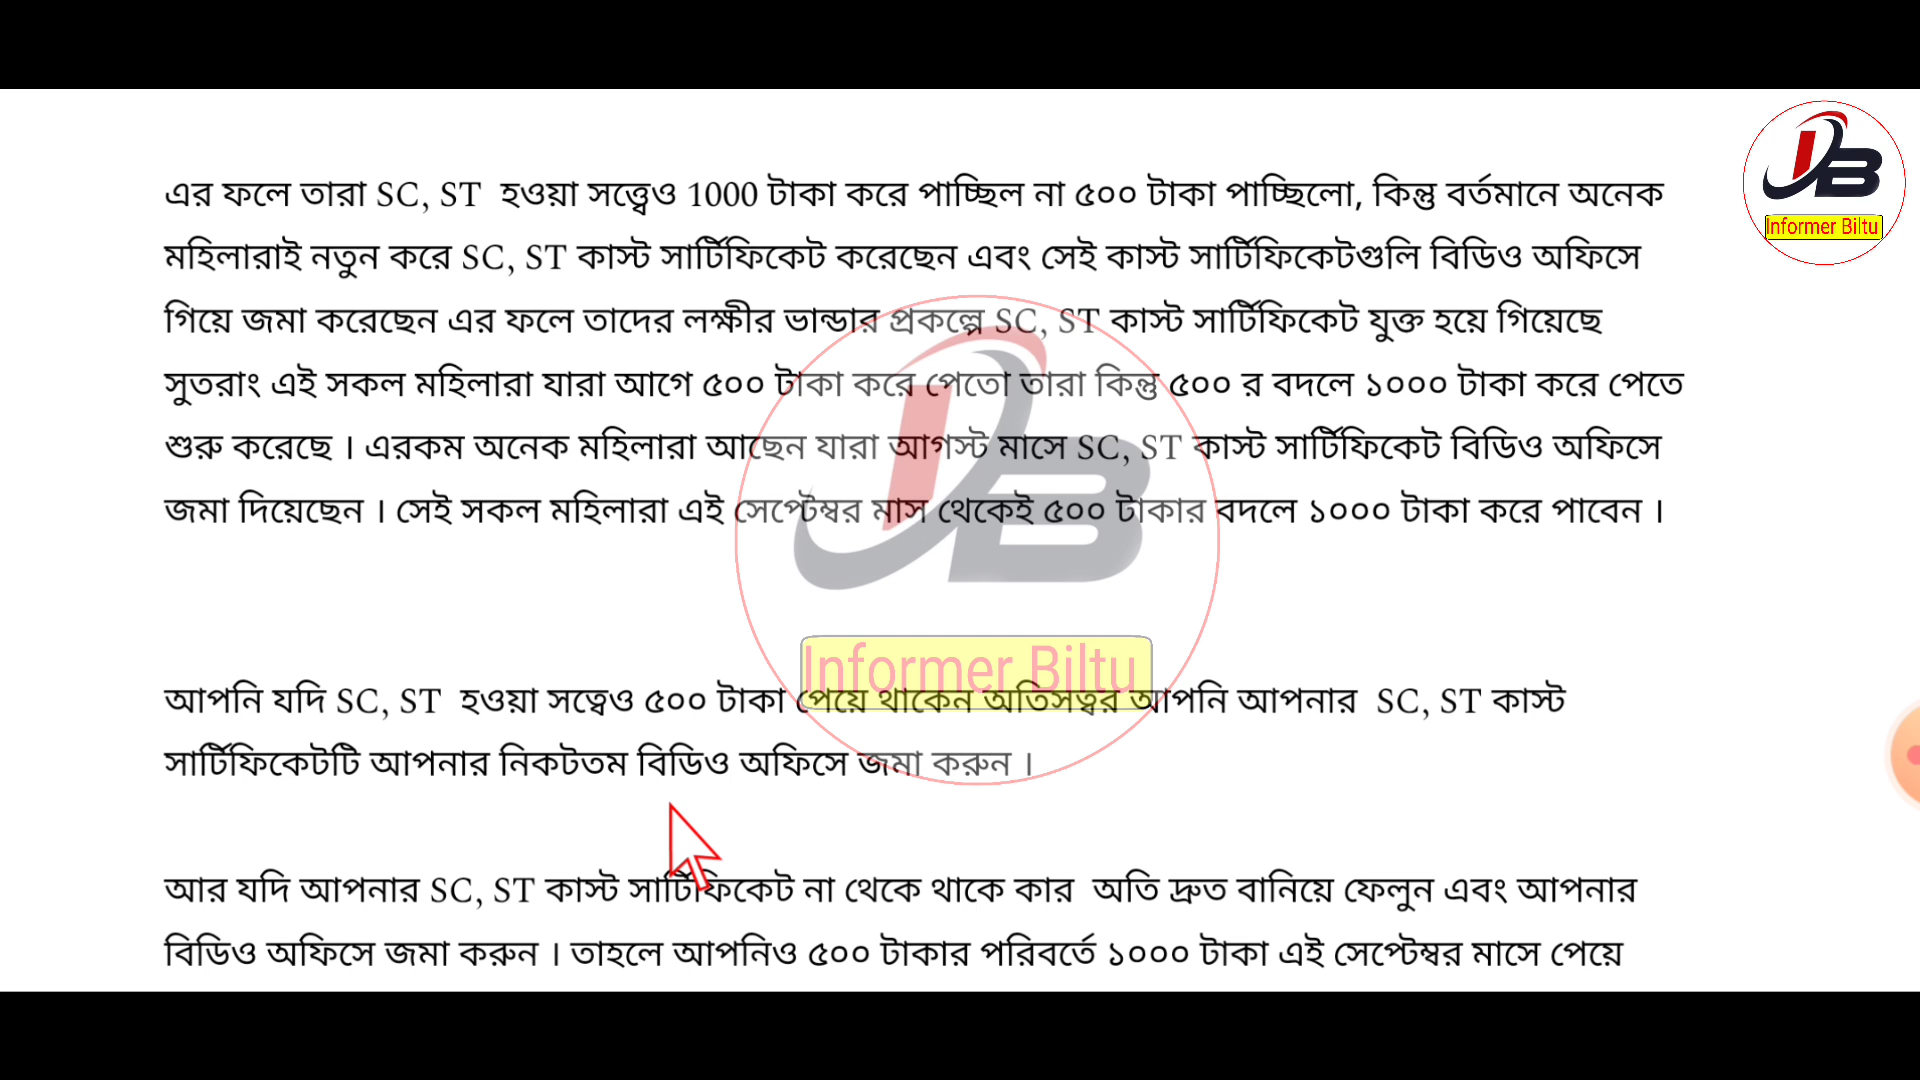 এর ফলে তারা SC, ST হওয়া সত্ত্বেও 1000 টাকা করে পাচ্ছিল না ৫০০ টাকা পাচ্ছিলো, কিন্তু বর্তমানে অনেক
মহিলারাই নতুন করে SC, ST কাস্ট সার্টিফিকেট করেছেন এবং সেই কাস্ট সার্টিফিকেটগুলি বিডিও অফিসে
গিয়ে জমা করেছেন এর ফলে তাদের লক্ষীর ভান্ডার প্রকল্পে SC, ST কাস্ট সার্টিফিকেট যুক্ত হয়ে গিয়েছে
সুতরাং এই সকল মহিলারা যারা আগে ৫০০ টাকা করে পেতো তারা কিন্তু ৫০০ র বদলে ১০০০ টাকা করে পেতে
শুরু করেছে । এরকম অনেক মহিলারা আছেন যারা আগস্ট মাসে SC, ST কাস্ট সার্টিফিকেট বিডিও অফিসে
জমা দিয়েছেন । সেই সকল মহিলারা এই সেপ্টেম্বর মাস থেকেই ৫০০ টাকার বদলে ১০০০ টাকা করে পাবেন ।
আপনি যদি SC, ST হওয়া সত্বেও ৫০০ টাকা পেয়ে থাকেন অতিসত্বর আপনি আপনার SC, ST কাস্ট
সার্টিফিকেটটি আপনার নিকটতম বিডিও অফিসে জমা করুন ।
আর যদি আপনার SC, ST কাস্ট সার্টিফিকেট না থেকে থাকে কার অতি দ্রুত বানিয়ে ফেলুন এবং আপনার
বিডিও অফিসে জমা করুন । তাহলে আপনিও ৫০০ টাকার পরিবর্তে ১০০০ টাকা এই সেপ্টেম্বর মাসে পেয়ে
Informer Biltu
Informer Biltu